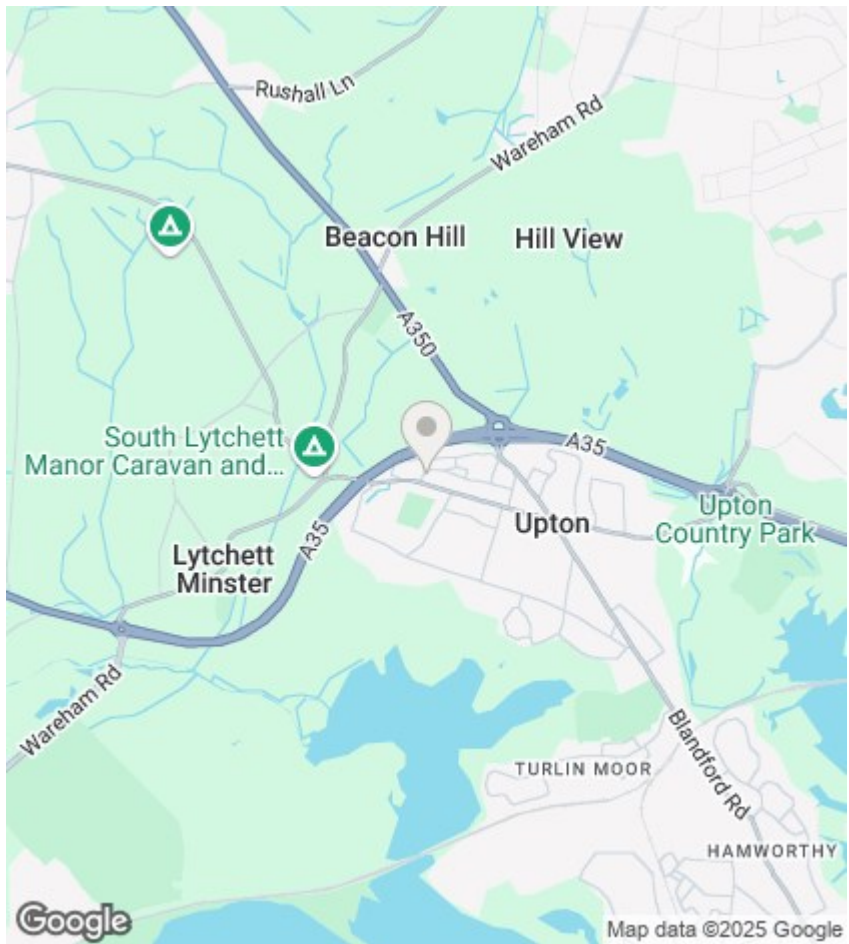 Rushall Ln
Wareham Rd
Beacon Hill
Hill View
A350
South Lytchett
Manor Caravan and...
A35
Upton
Country Park
Upton
A35
Lytchett
Minster
Wareham Rd
Blandford Rd
TURLIN MOOR
HAMWORTHY
Google
Map data ©2025 Google